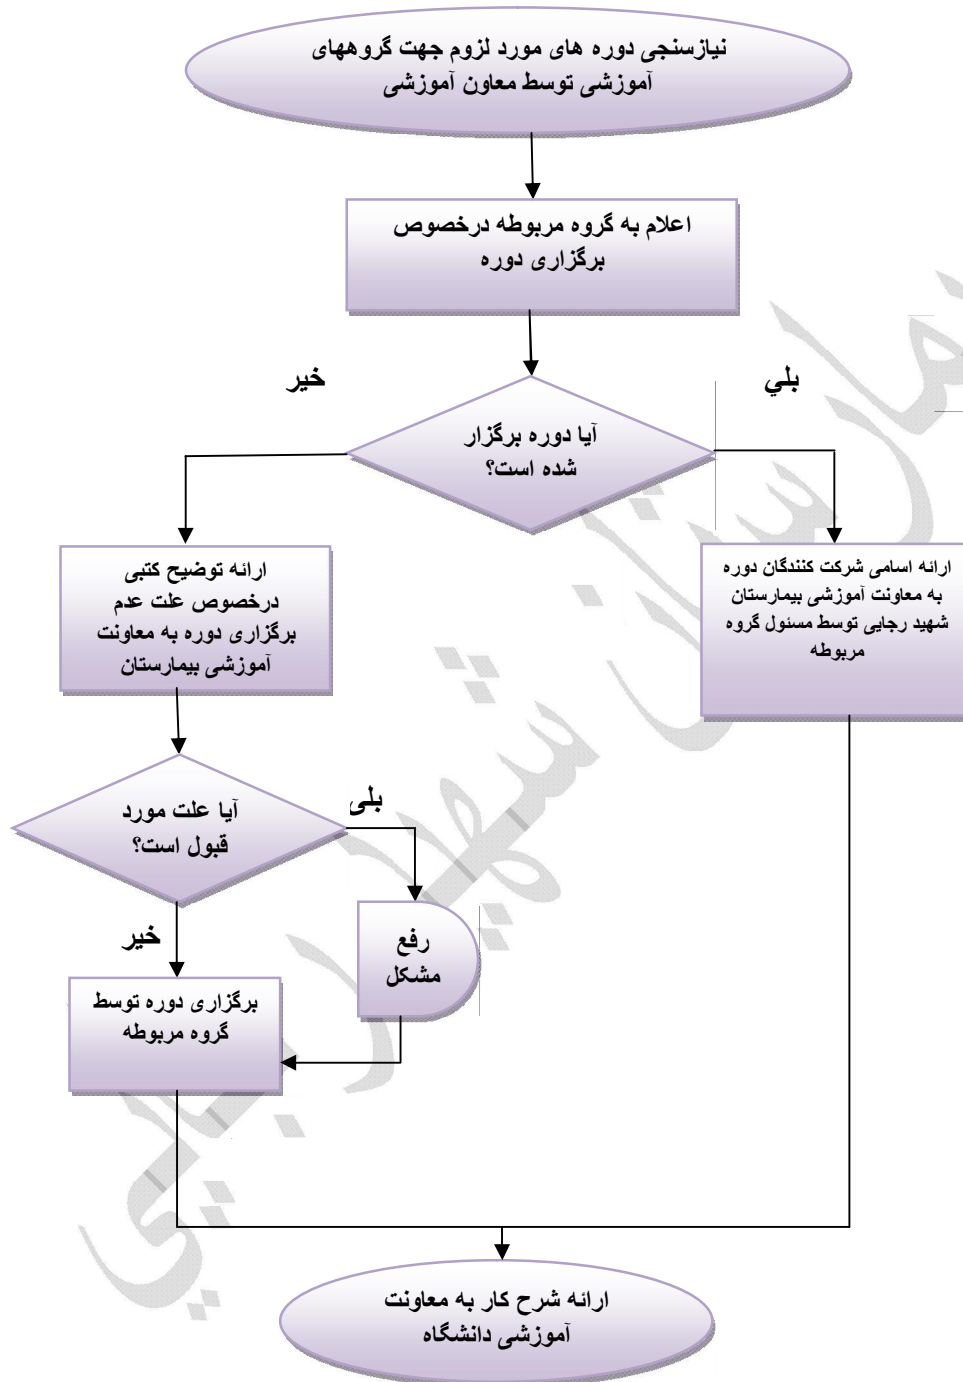 نیازسنجی دوره های مورد لزوم جهت گروههای
آموزشی توسط معاون آموزشی
اعلام به گروه مربوطه درخصوص
برگزاری دوره
خیر
بلي
آیا دوره برگزار
شده است؟
ارائه اسامی شرکت کنندگان دوره
به معاونت آموزشی بیمارستان
شهید رجایی توسط مسئول گروه
مربوطه
ارائه توضیح کتبی
درخصوص علت عدم
برگزاری دوره به معاونت
آموزشی بیمارستان
آیا علت مورد
قبول است؟
بلی
خیر
رفع
مشکل
برگزاری دوره توسط
گروه مربوطه
ارائه شرح کار به معاونت
آموزشی دانشگاه